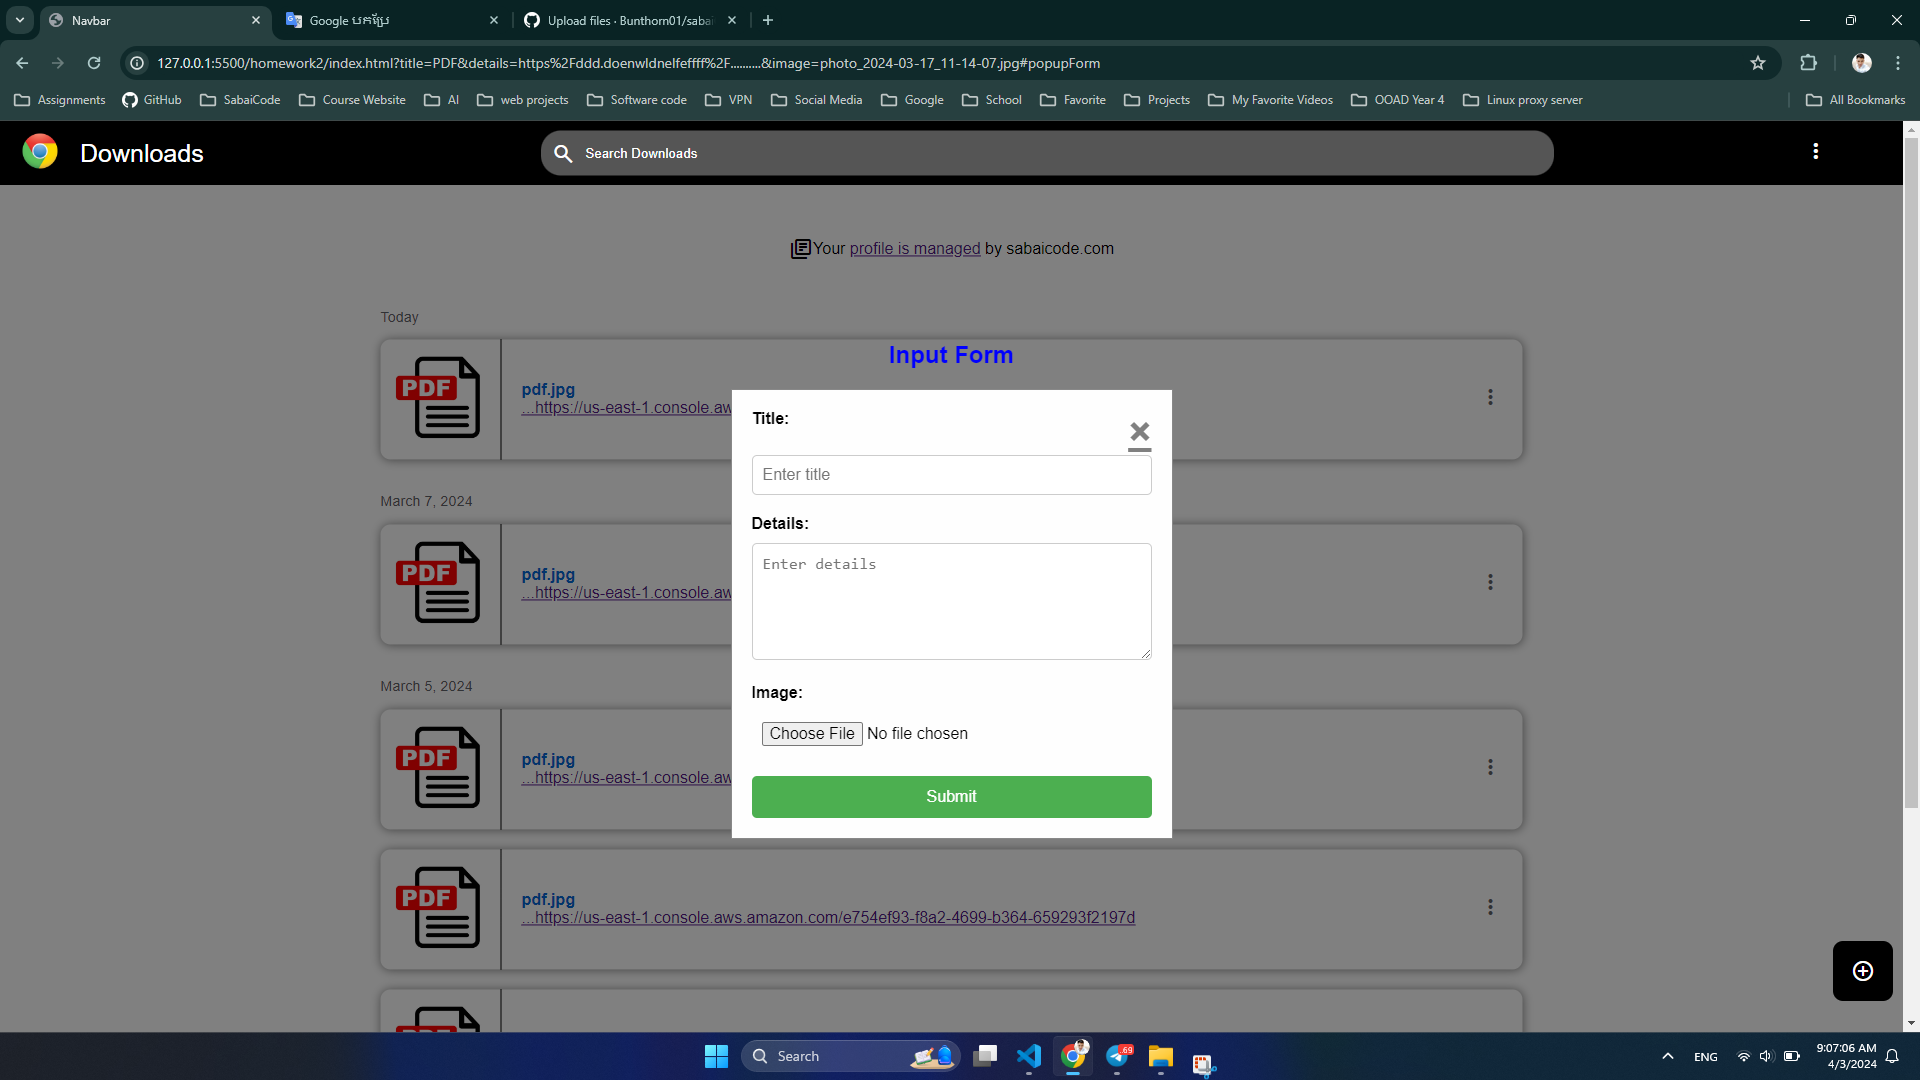 Navbar
Google បកប្រែ
Upload files · Bunthorn01/sabai
127.0.0.1:5500/homework2/index.html?title=PDF&details=https%2Fddd.doenwldnelfeffff%2F..........&image=photo_2024-03-17_11-14-07.jpg#popupForm
Assignments GitHub SabaiCode Course Website AI web projects Software code VPN Social Media Google School Favorite Projects My Favorite Videos OOAD Year 4 Linux proxy server All Bookmarks
Downloads
Search Downloads
Your profile is managed by sabaicode.com
Today
Input Form
PDF
pdf.jpg
...https://us-east-1.console.aw
Title:
Enter title
March 7, 2024
Details:
PDF
pdf.jpg
...https://us-east-1.console.aw
Enter details
March 5, 2024
Image:
PDF
pdf.jpg
...https://us-east-1.console.aw
Choose File No file chosen
Submit
PDF
pdf.jpg
...https://us-east-1.console.aws.amazon.com/e754ef93-f8a2-4699-b364-659293f2197d
PDF
Search
69
ENG
9:07:06 AM
4/3/2024